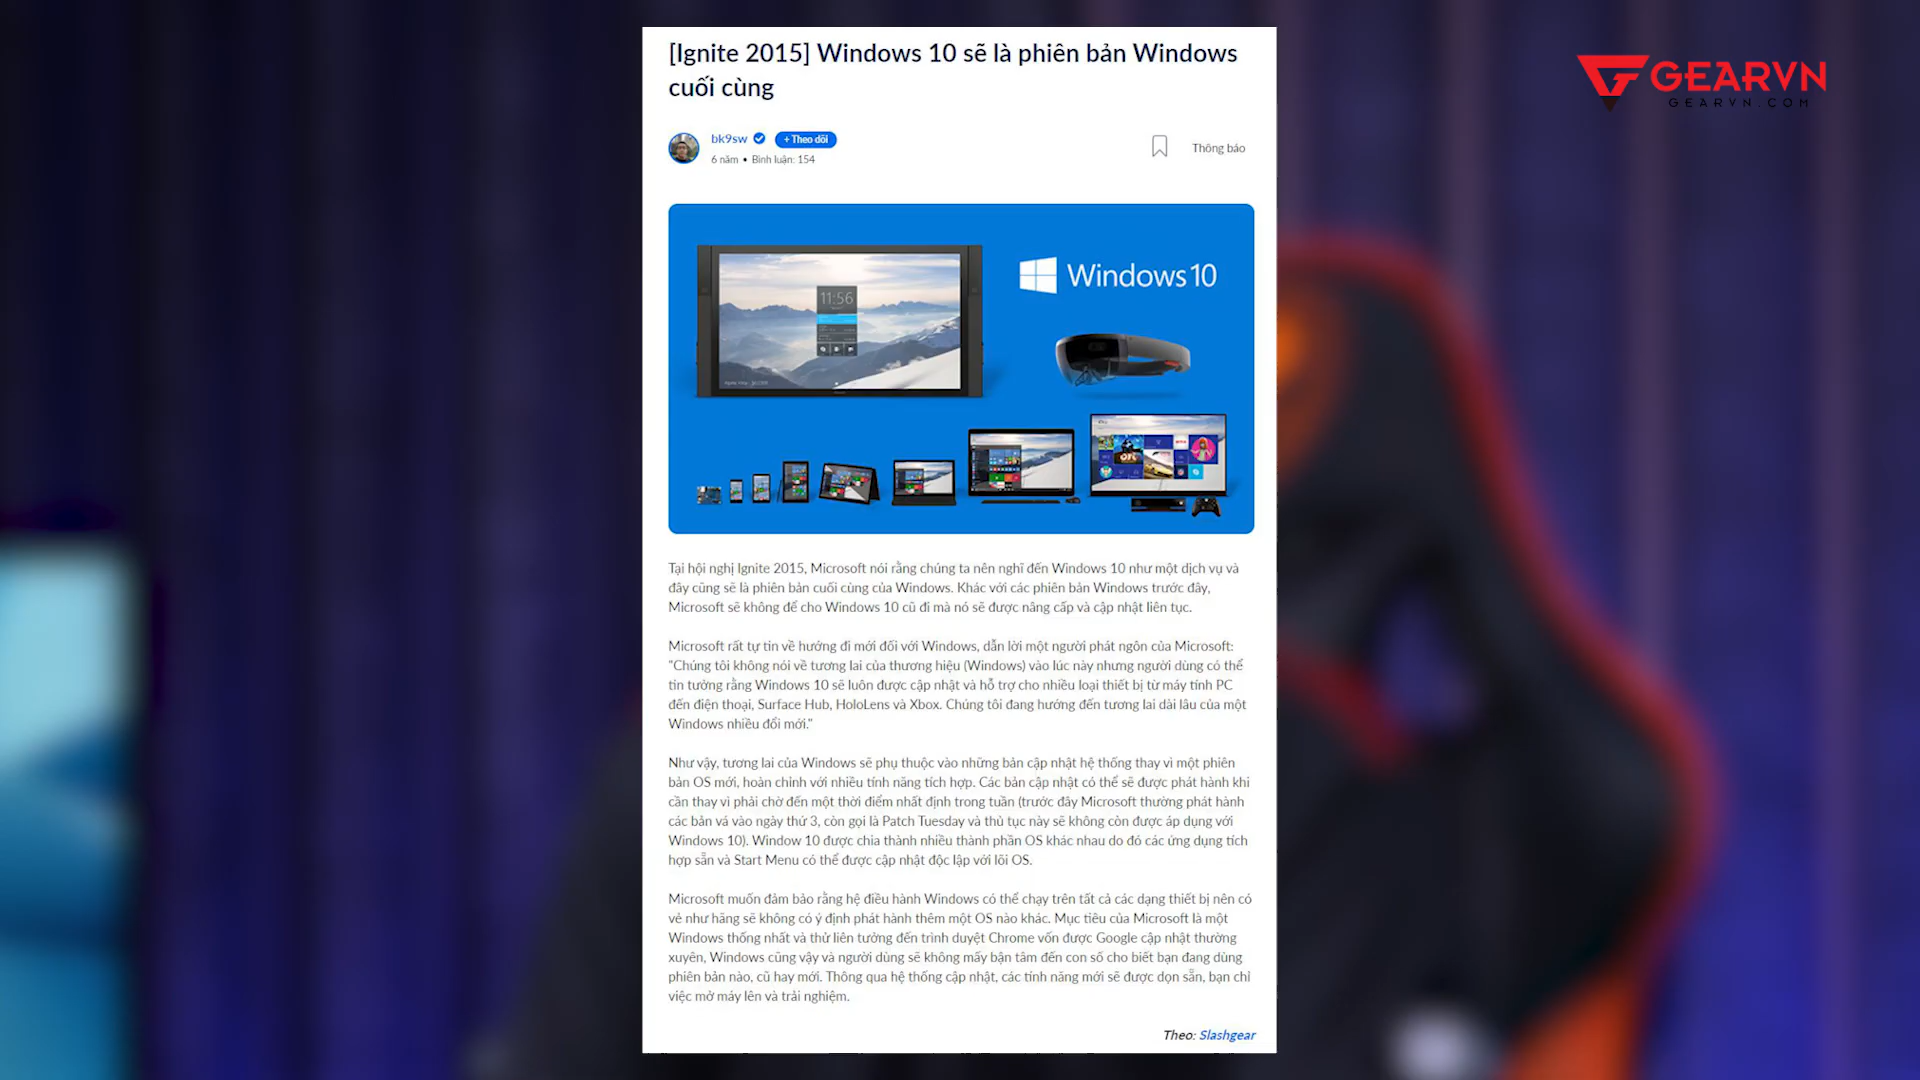 [Ignite 2015] Windows 10 sẽ là phiên bản Windows
cuối cùng
GEARVN
GEARVN.COM
bk9sw
+ Theo dõi
6 năm • Bình luận: 154
Thông báo
11:56
Windows 10
Tại hội nghị Ignite 2015, Microsoft nói rằng chúng ta nên nghĩ đến Windows 10 như một dịch vụ và
đây cũng sẽ là phiên bản cuối cùng của Windows. Khác với các phiên bản Windows trước đây,
Microsoft sẽ không để cho Windows 10 cũ đi mà nó sẽ được nâng cấp và cập nhật liên tục.
Microsoft rất tự tin về hướng đi mới đối với Windows, dẫn lời một người phát ngôn của Microsoft:
"Chúng tôi không nói về tương lai của thương hiệu (Windows) vào lúc này nhưng người dùng có thể
tin tưởng rằng Windows 10 sẽ luôn được cập nhật và hỗ trợ cho nhiều loại thiết bị từ máy tính PC
đến điện thoại, Surface Hub, HoloLens và Xbox. Chúng tôi đang hướng đến tương lai dài lâu của một
Windows nhiều đổi mới."
Như vậy, tương lai của Windows sẽ phụ thuộc vào những bản cập nhật hệ thống thay vì một phiên
bản OS mới, hoàn chỉnh với nhiều tính năng tích hợp. Các bản cập nhật có thể sẽ được phát hành khi
cần thay vì phải chờ đến một thời điểm nhất định trong tuần (trước đây Microsoft thường phát hành
các bản vá vào ngày thứ 3, còn gọi là Patch Tuesday và thủ tục này sẽ không còn được áp dụng với
Windows 10). Window 10 được chia thành nhiều thành phần OS khác nhau do đó các ứng dụng tích
hợp sẵn và Start Menu có thể được cập nhật độc lập với lõi OS.
Microsoft muốn đảm bảo rằng hệ điều hành Windows có thể chạy trên tất cả các dạng thiết bị nên có
vẻ như hãng sẽ không có ý định phát hành thêm một OS nào khác. Mục tiêu của Microsoft là một
Windows thống nhất và thử liên tưởng đến trình duyệt Chrome vốn được Google cập nhật thường
xuyên, Windows cũng vậy và người dùng sẽ không mấy bận tâm đến con số cho biết bạn đang dùng
phiên bản nào, cũ hay mới. Thông qua hệ thống cập nhật, các tính năng mới sẽ được dọn sẵn, bạn chỉ
việc mở máy lên và trải nghiệm.
Theo: Slashgear